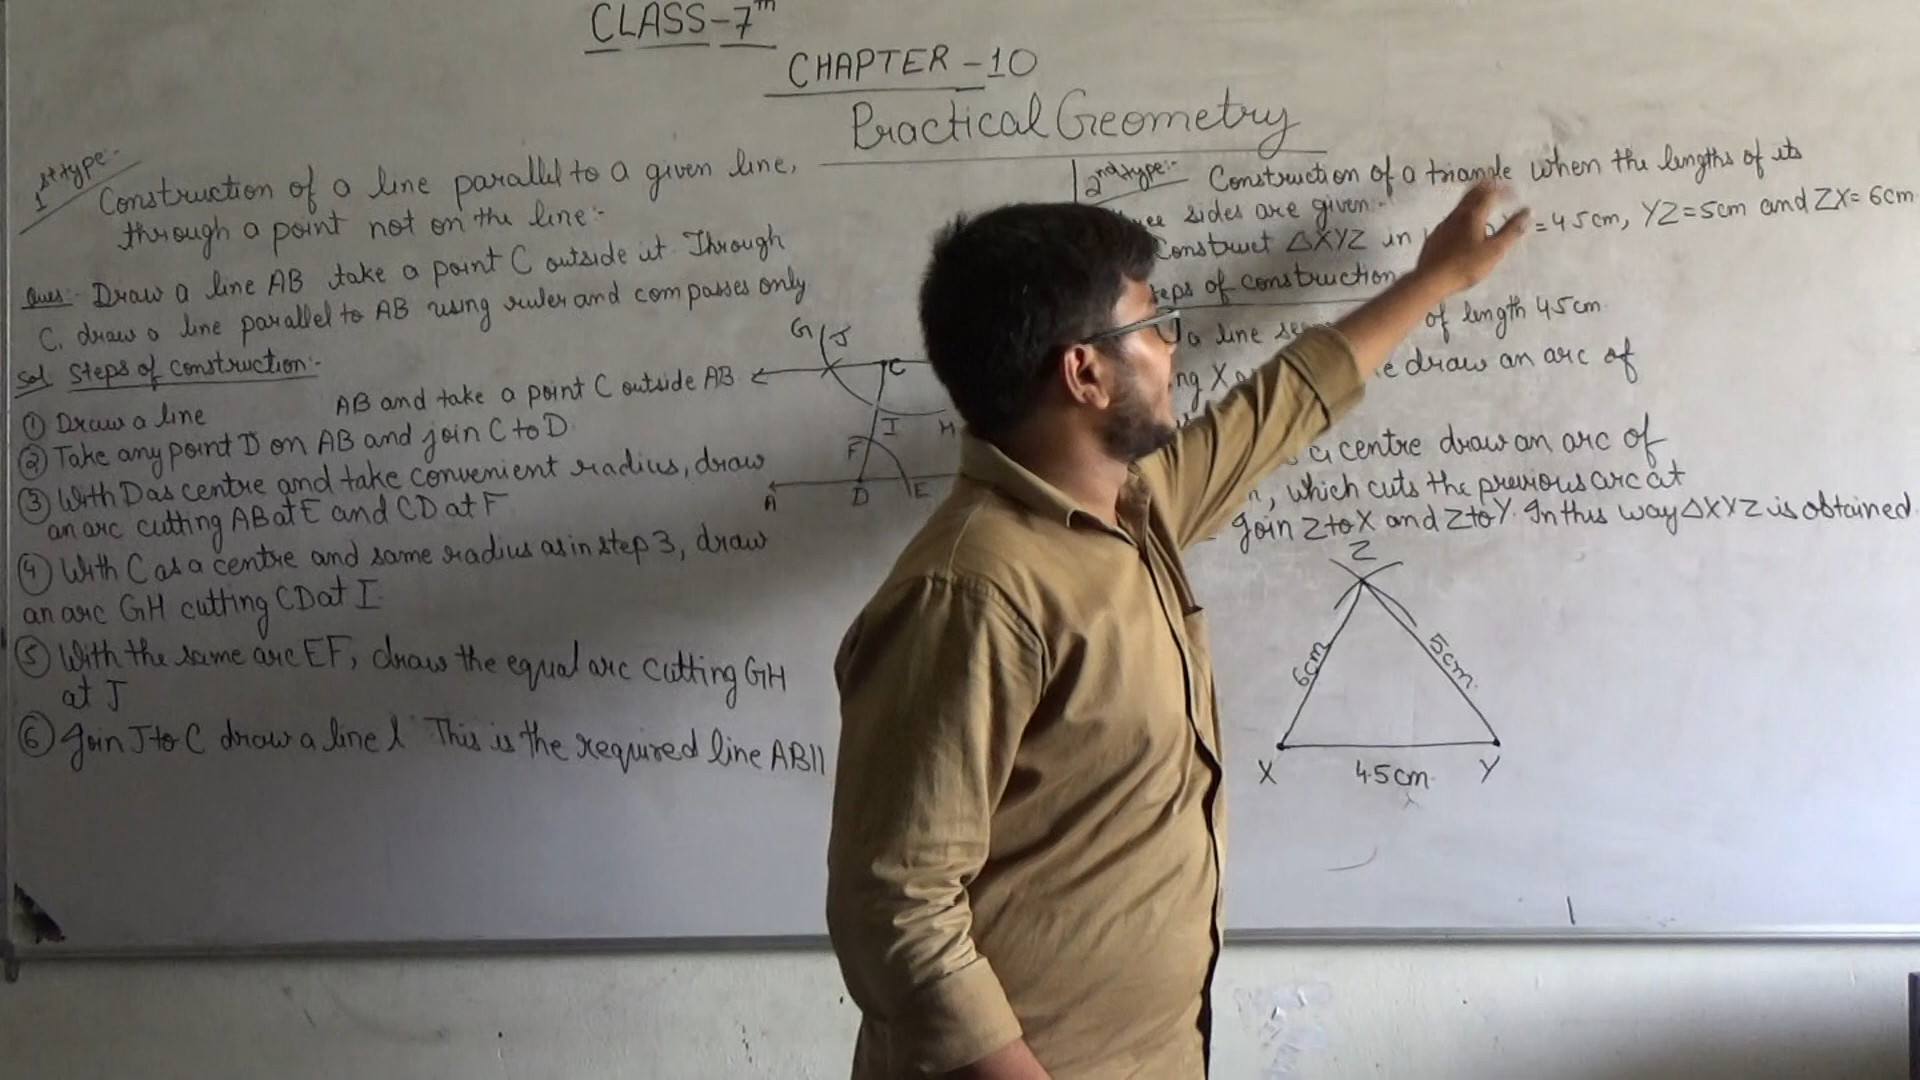 CLASS-7th
CHAPTER-10
Practical Geometry
1st type:-
Construction of a line parallel to a given line,
through a point not on the line:-
Ques:- Draw a line AB take a point C outside it Through
C, draw a line parallel to AB using ruler and compasses only
Sol Steps of construction:-
① Draw a line AB and take a point C outside AB
② Take any point D on AB and join C to D
③ With D as centre and take convenient radius, draw
an arc cutting AB at E and CD at F
④ With C as a centre and same radius as in step 3, draw
an arc GH cutting CD at I
⑤ With the same arc EF, draw the equal arc cutting GH
at J
⑥ Join J to C draw a line l This is the required line AB||
G J C
I H
F
A D E
2nd type:- Construction of a triangle when the lengths of its
sides are given:-
Construct △XYZ in =4.5cm, YZ=5cm and ZX=6cm
of construction
a line of length 4.5cm.
X draw an arc of
a centre draw an arc of
, which cuts the previous arc at
Join Z to X and Z to Y. In this way △XYZ is obtained.
Z
6cm 5cm.
X 4.5cm. Y